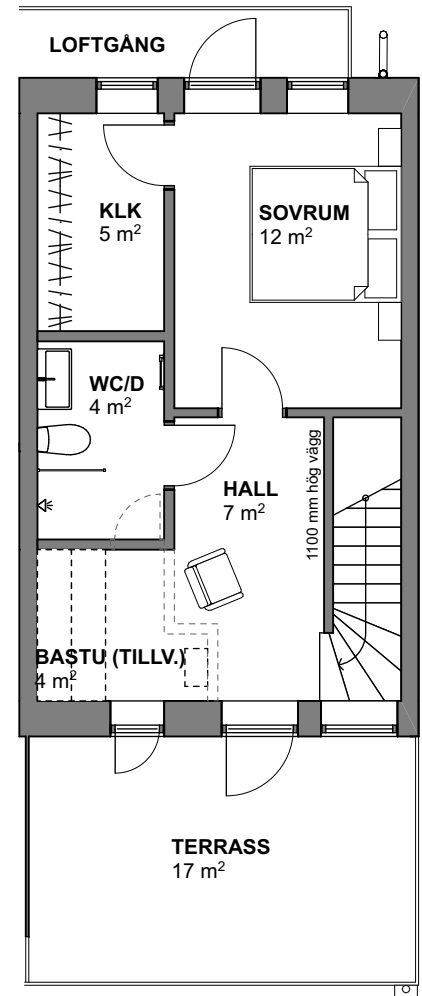 LOFTGÅNG
KLK
5 m²
SOVRUM
12 m²
WC/D
4 m²
HALL
7 m²
1100 mm hög vägg
BASTU (TILLV.)
4 m²
TERRASS
17 m²